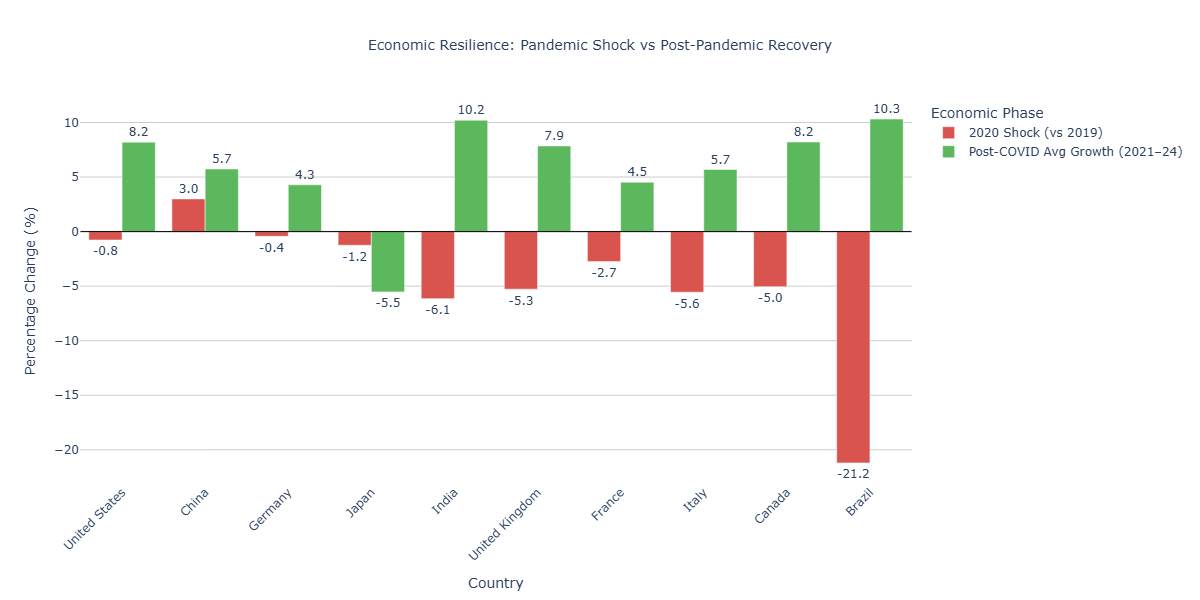 Economic Resilience: Pandemic Shock vs Post-Pandemic Recovery
Economic Phase
2020 Shock (vs 2019)
Post-COVID Avg Growth (2021–24)
Percentage Change (%)
10
5
0
−5
−10
−15
−20
-0.8
8.2
3.0
5.7
-0.4
4.3
-1.2
-5.5
-6.1
10.2
-5.3
7.9
-2.7
4.5
-5.6
5.7
-5.0
8.2
-21.2
10.3
United States
China
Germany
Japan
India
United Kingdom
France
Italy
Canada
Brazil
Country